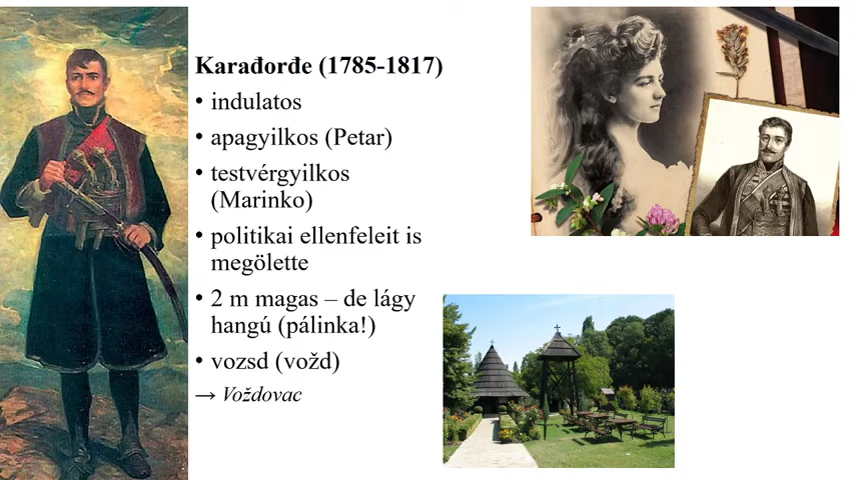 Karađorđe (1785-1817)
• indulatos
• apagyilkos (Petar)
• testvérgyilkos
(Marinko)
• politikai ellenfeleit is
megölette
• 2 m magas – de lágy
hangú (pálinka!)
• vozsd (vožd)
→ Voždovac